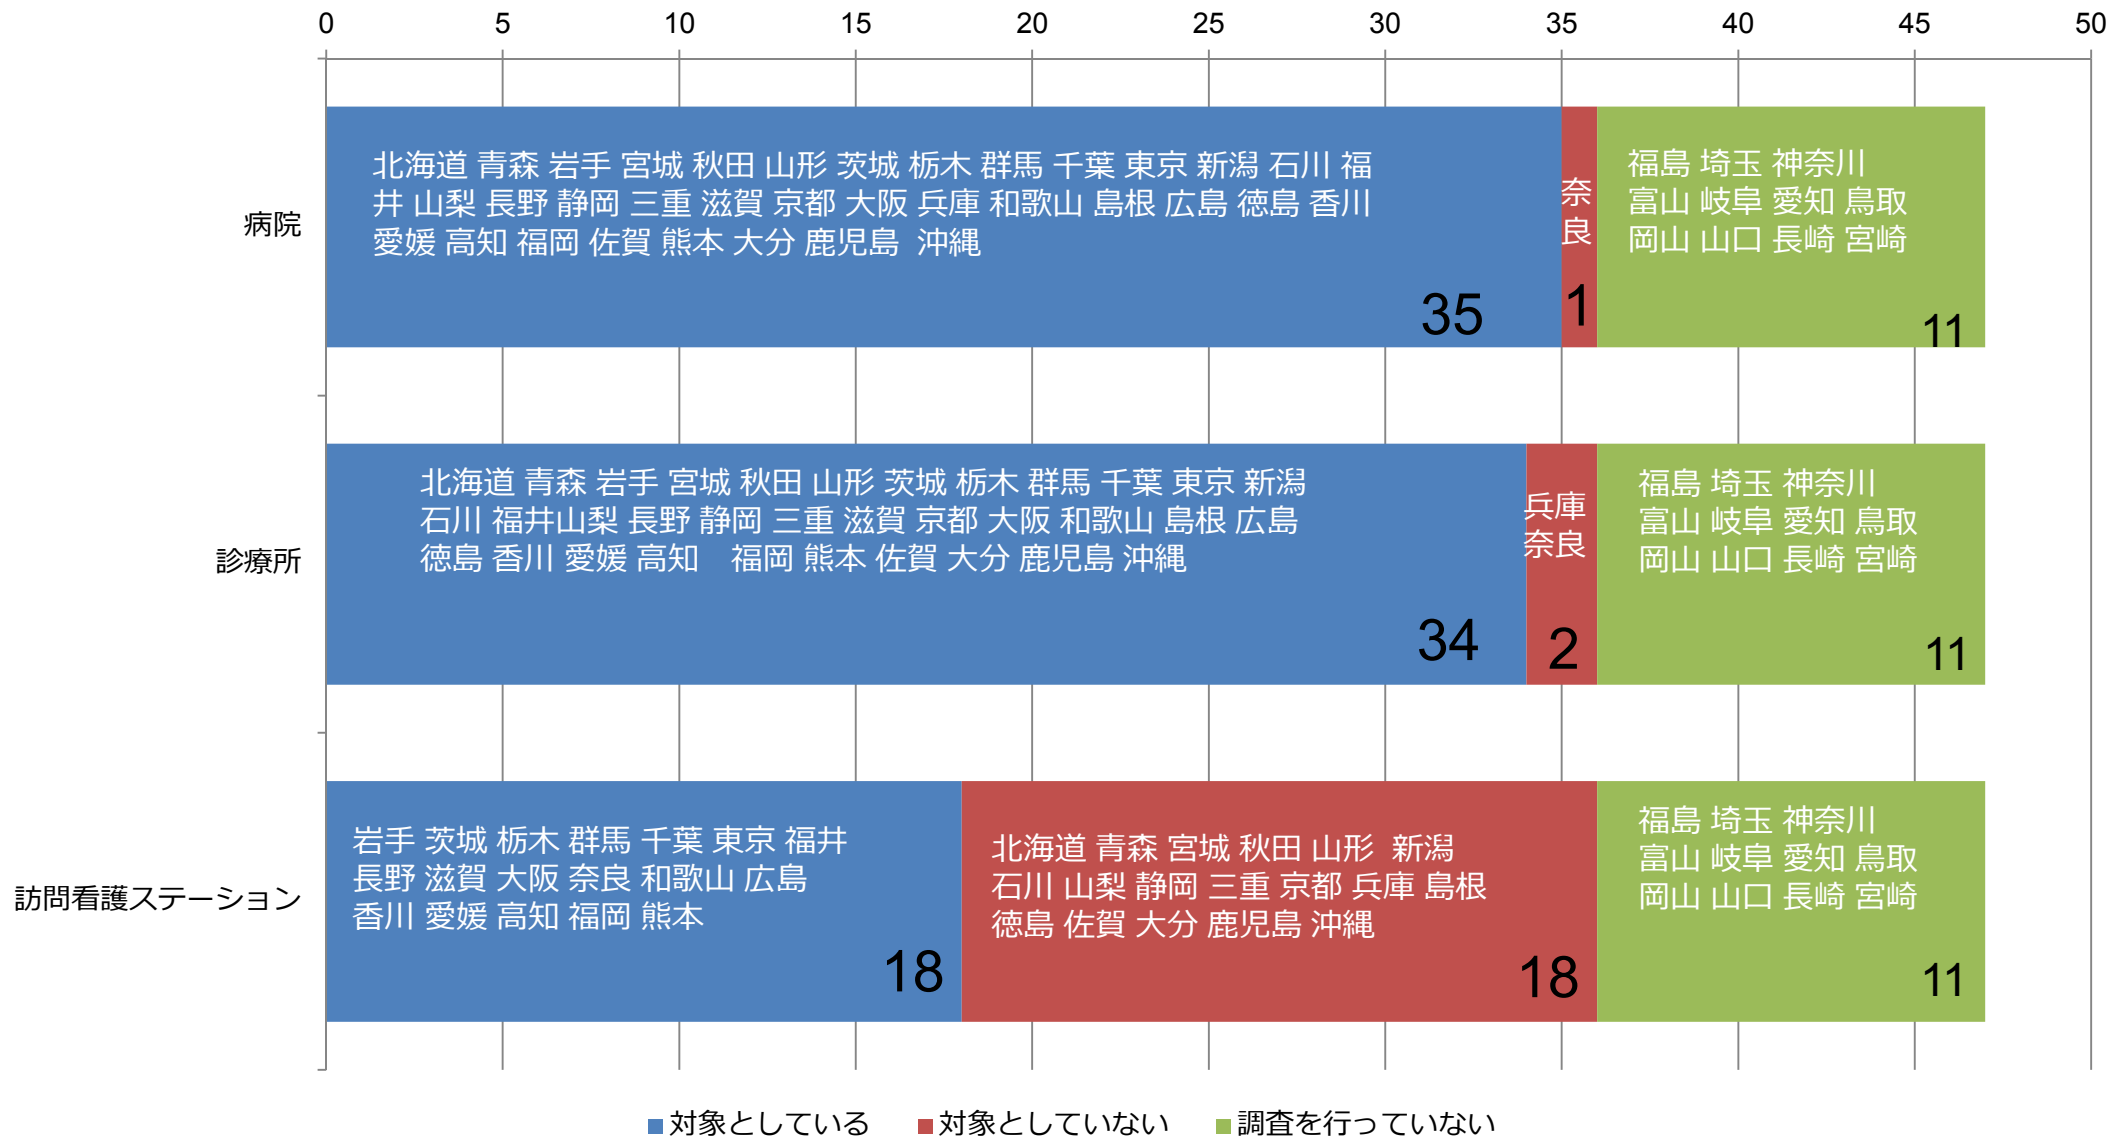 0 5 10 15 20 25 30 35 40 45 50
病院
北海道 青森 岩手 宮城 秋田 山形 茨城 栃木 群馬 千葉 東京 新潟 石川 福
井 山梨 長野 静岡 三重 滋賀 京都 大阪 兵庫 和歌山 島根 広島 徳島 香川
愛媛 高知 福岡 佐賀 熊本 大分 鹿児島 沖縄
35
奈
良
1
福島 埼玉 神奈川
富山 岐阜 愛知 鳥取
岡山 山口 長崎 宮崎
11
診療所
北海道 青森 岩手 宮城 秋田 山形 茨城 栃木 群馬 千葉 東京 新潟
石川 福井山梨 長野 静岡 三重 滋賀 京都 大阪 和歌山 島根 広島
徳島 香川 愛媛 高知　福岡 熊本 佐賀 大分 鹿児島 沖縄
34
兵庫
奈良
2
福島 埼玉 神奈川
富山 岐阜 愛知 鳥取
岡山 山口 長崎 宮崎
11
訪問看護ステーション
岩手 茨城 栃木 群馬 千葉 東京 福井
長野 滋賀 大阪 奈良 和歌山 広島
香川 愛媛 高知 福岡 熊本
18
北海道 青森 宮城 秋田 山形 新潟
石川 山梨 静岡 三重 京都 兵庫 島根
徳島 佐賀 大分 鹿児島 沖縄
18
福島 埼玉 神奈川
富山 岐阜 愛知 鳥取
岡山 山口 長崎 宮崎
11
対象としている 対象としていない 調査を行っていない